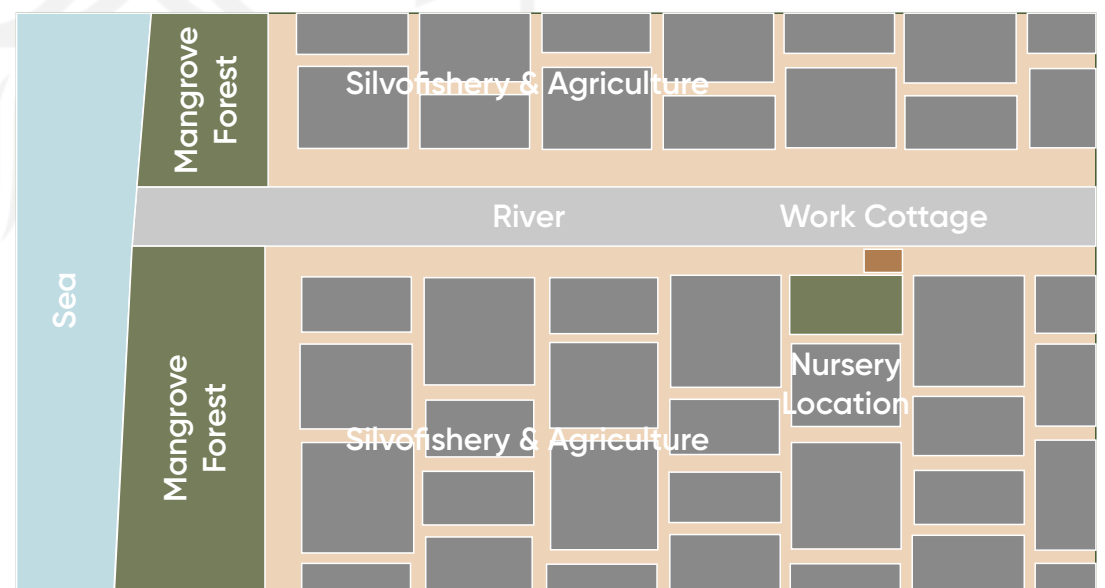 Mangrove
Forest
Silvofishery & Agriculture
River
Work Cottage
Sea
Nursery
Location
Mangrove
Forest
Silvofishery & Agriculture